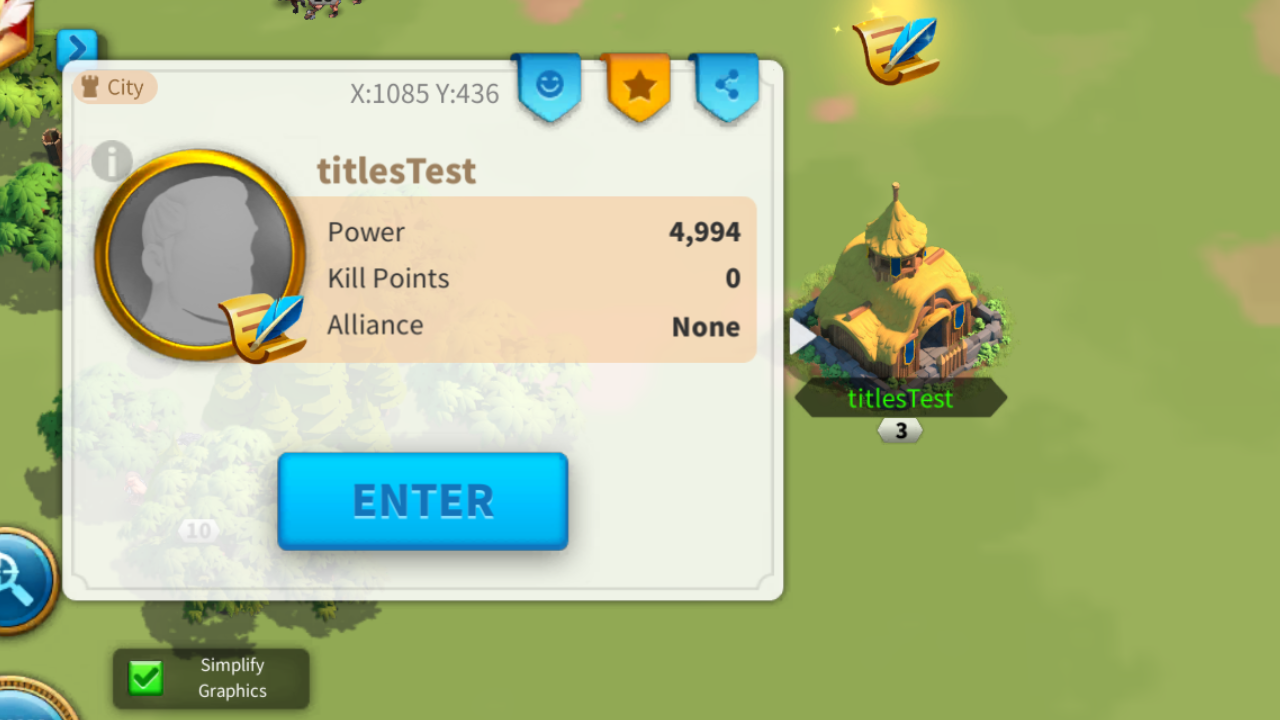 City
X:1085 Y:436
titlesTest
Power 4,994
Kill Points 0
Alliance None
ENTER
titlesTest
3
10
Simplify
Graphics